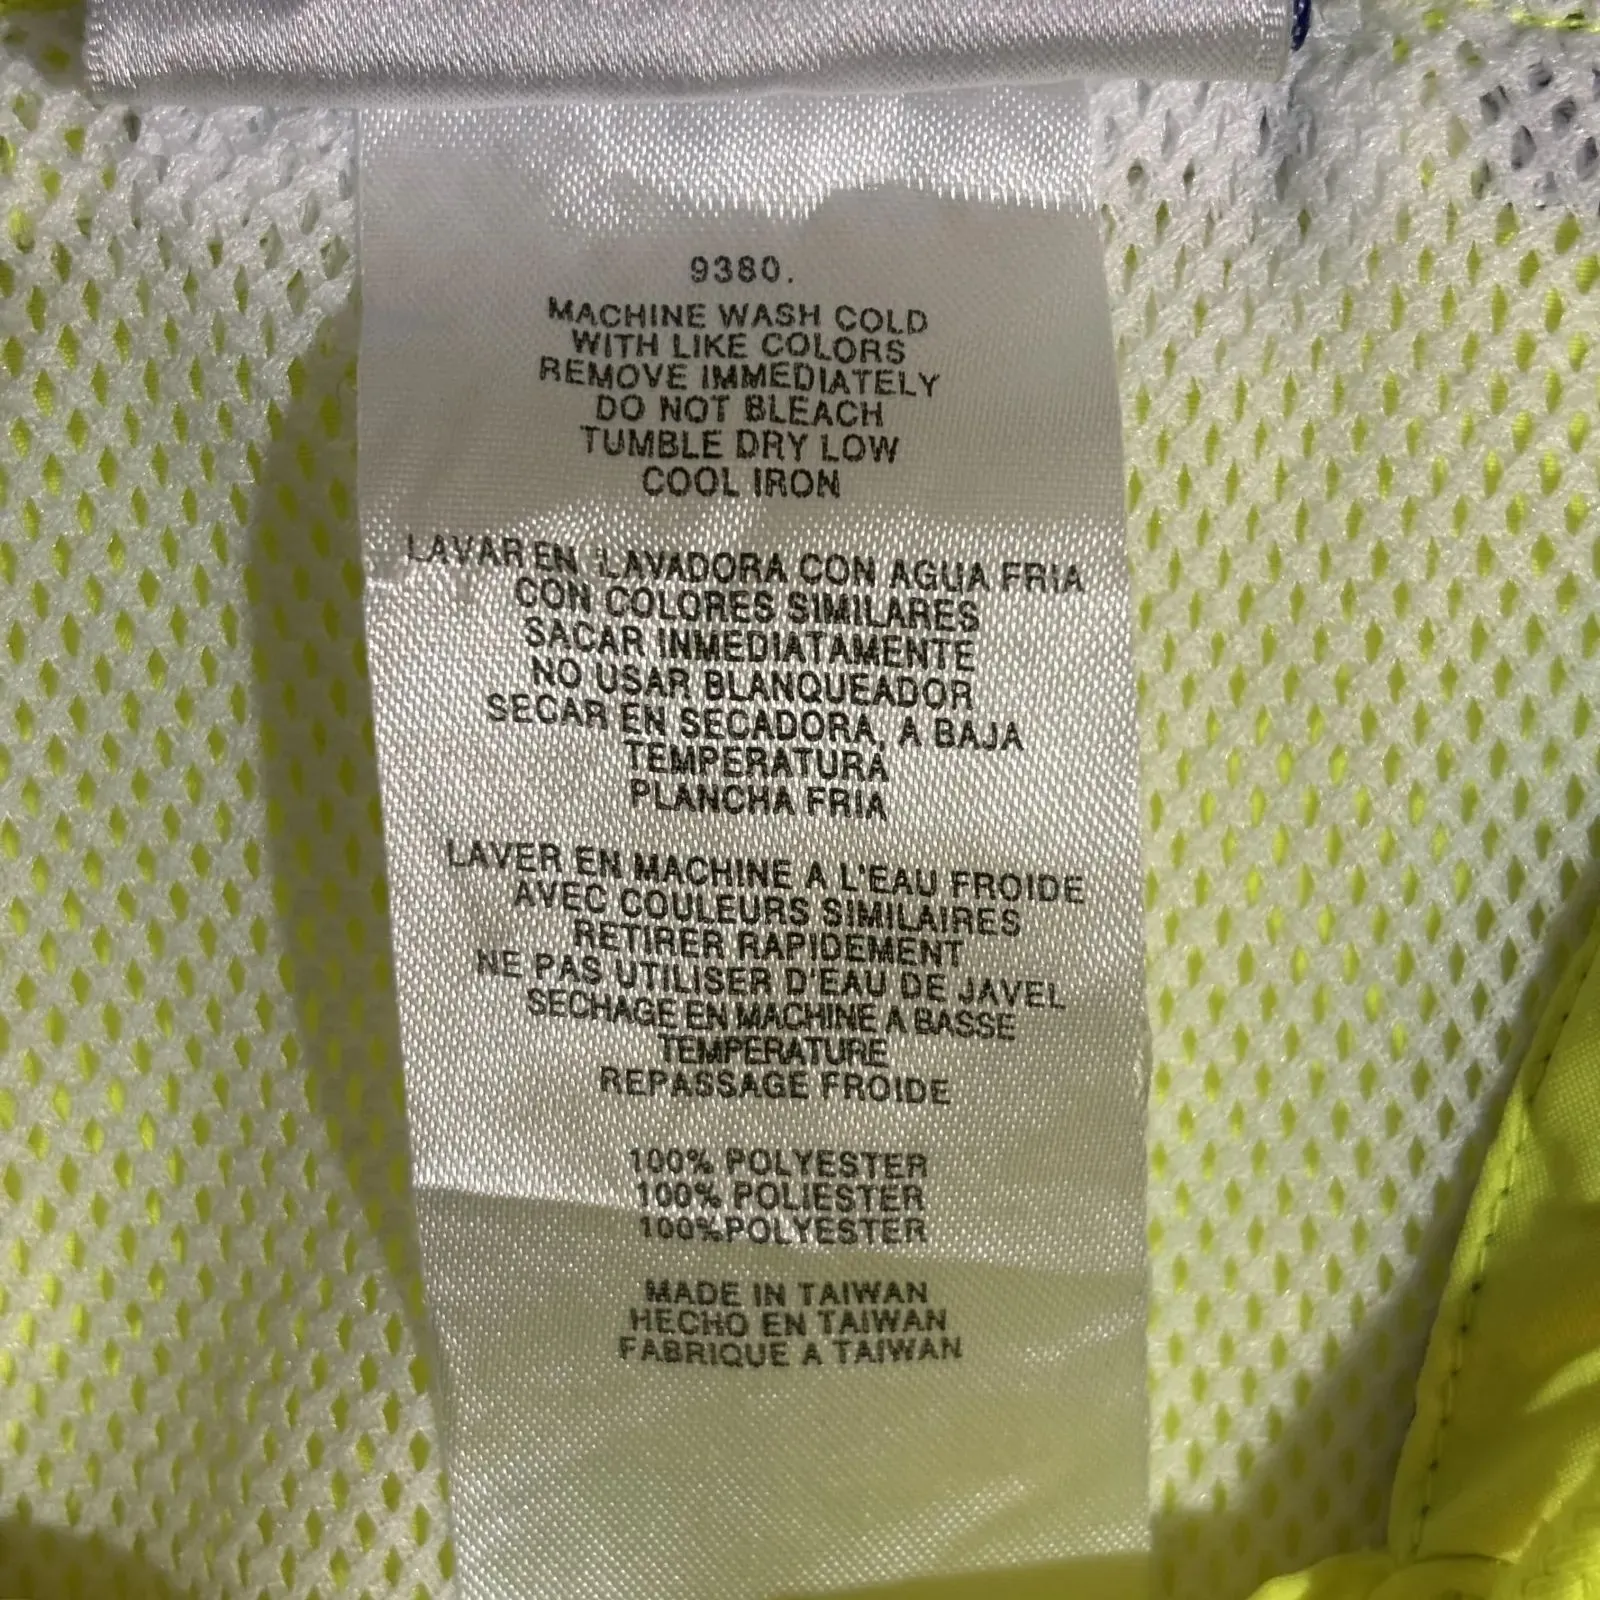 9380.
MACHINE WASH COLD
WITH LIKE COLORS
REMOVE IMMEDIATELY
DO NOT BLEACH
TUMBLE DRY LOW
COOL IRON
LAVAR EN LAVADORA CON AGUA FRIA
CON COLORES SIMILARES
SACAR INMEDIATAMENTE
NO USAR BLANQUEADOR
SECAR EN SECADORA, A BAJA
TEMPERATURA
PLANCHA FRIA
LAVER EN MACHINE A L'EAU FROIDE
AVEC COULEURS SIMILAIRES
RETIRER RAPIDEMENT
NE PAS UTILISER D'EAU DE JAVEL
SECHAGE EN MACHINE A BASSE
TEMPERATURE
REPASSAGE FROIDE
100% POLYESTER
100% POLIESTER
100%POLYESTER
MADE IN TAIWAN
HECHO EN TAIWAN
FABRIQUE A TAIWAN